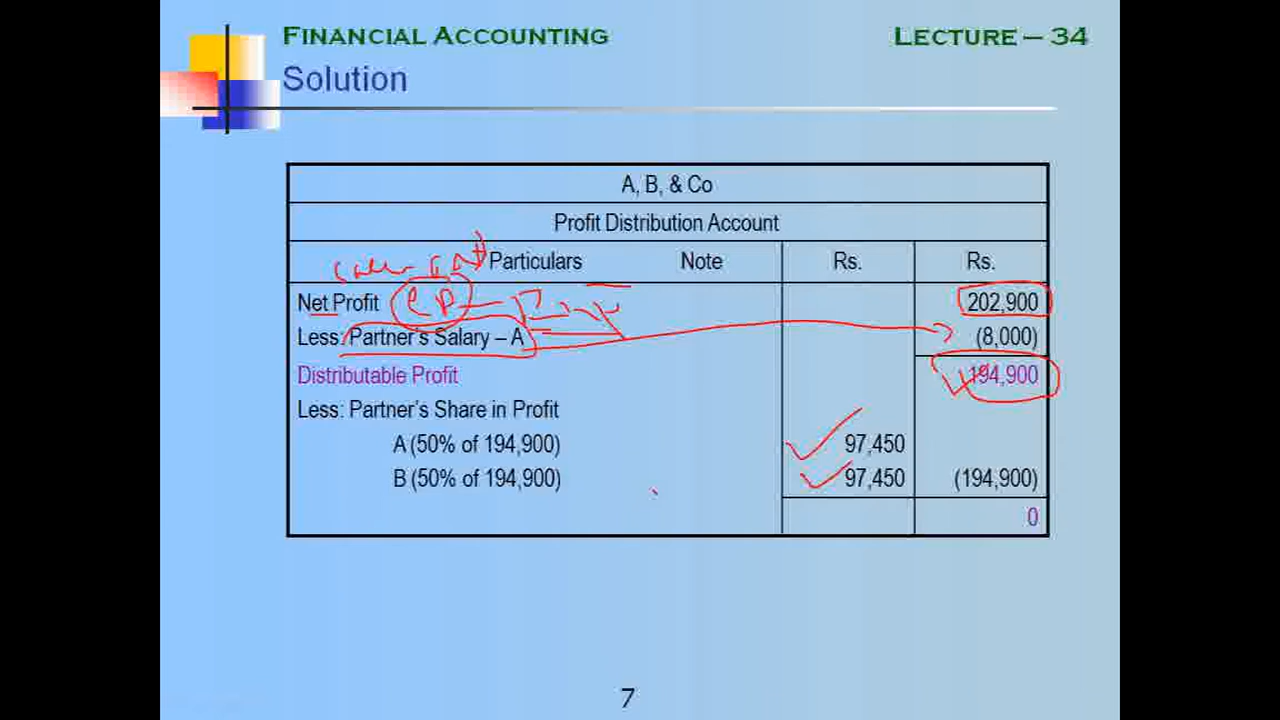 FINANCIAL ACCOUNTING LECTURE – 34
Solution
A, B, & Co
Profit Distribution Account
Particulars Note Rs. Rs.
Net Profit 202,900
Less: Partner's Salary – A (8,000)
Distributable Profit 194,900
Less: Partner's Share in Profit
A (50% of 194,900) 97,450
B (50% of 194,900) 97,450 (194,900)
0
7